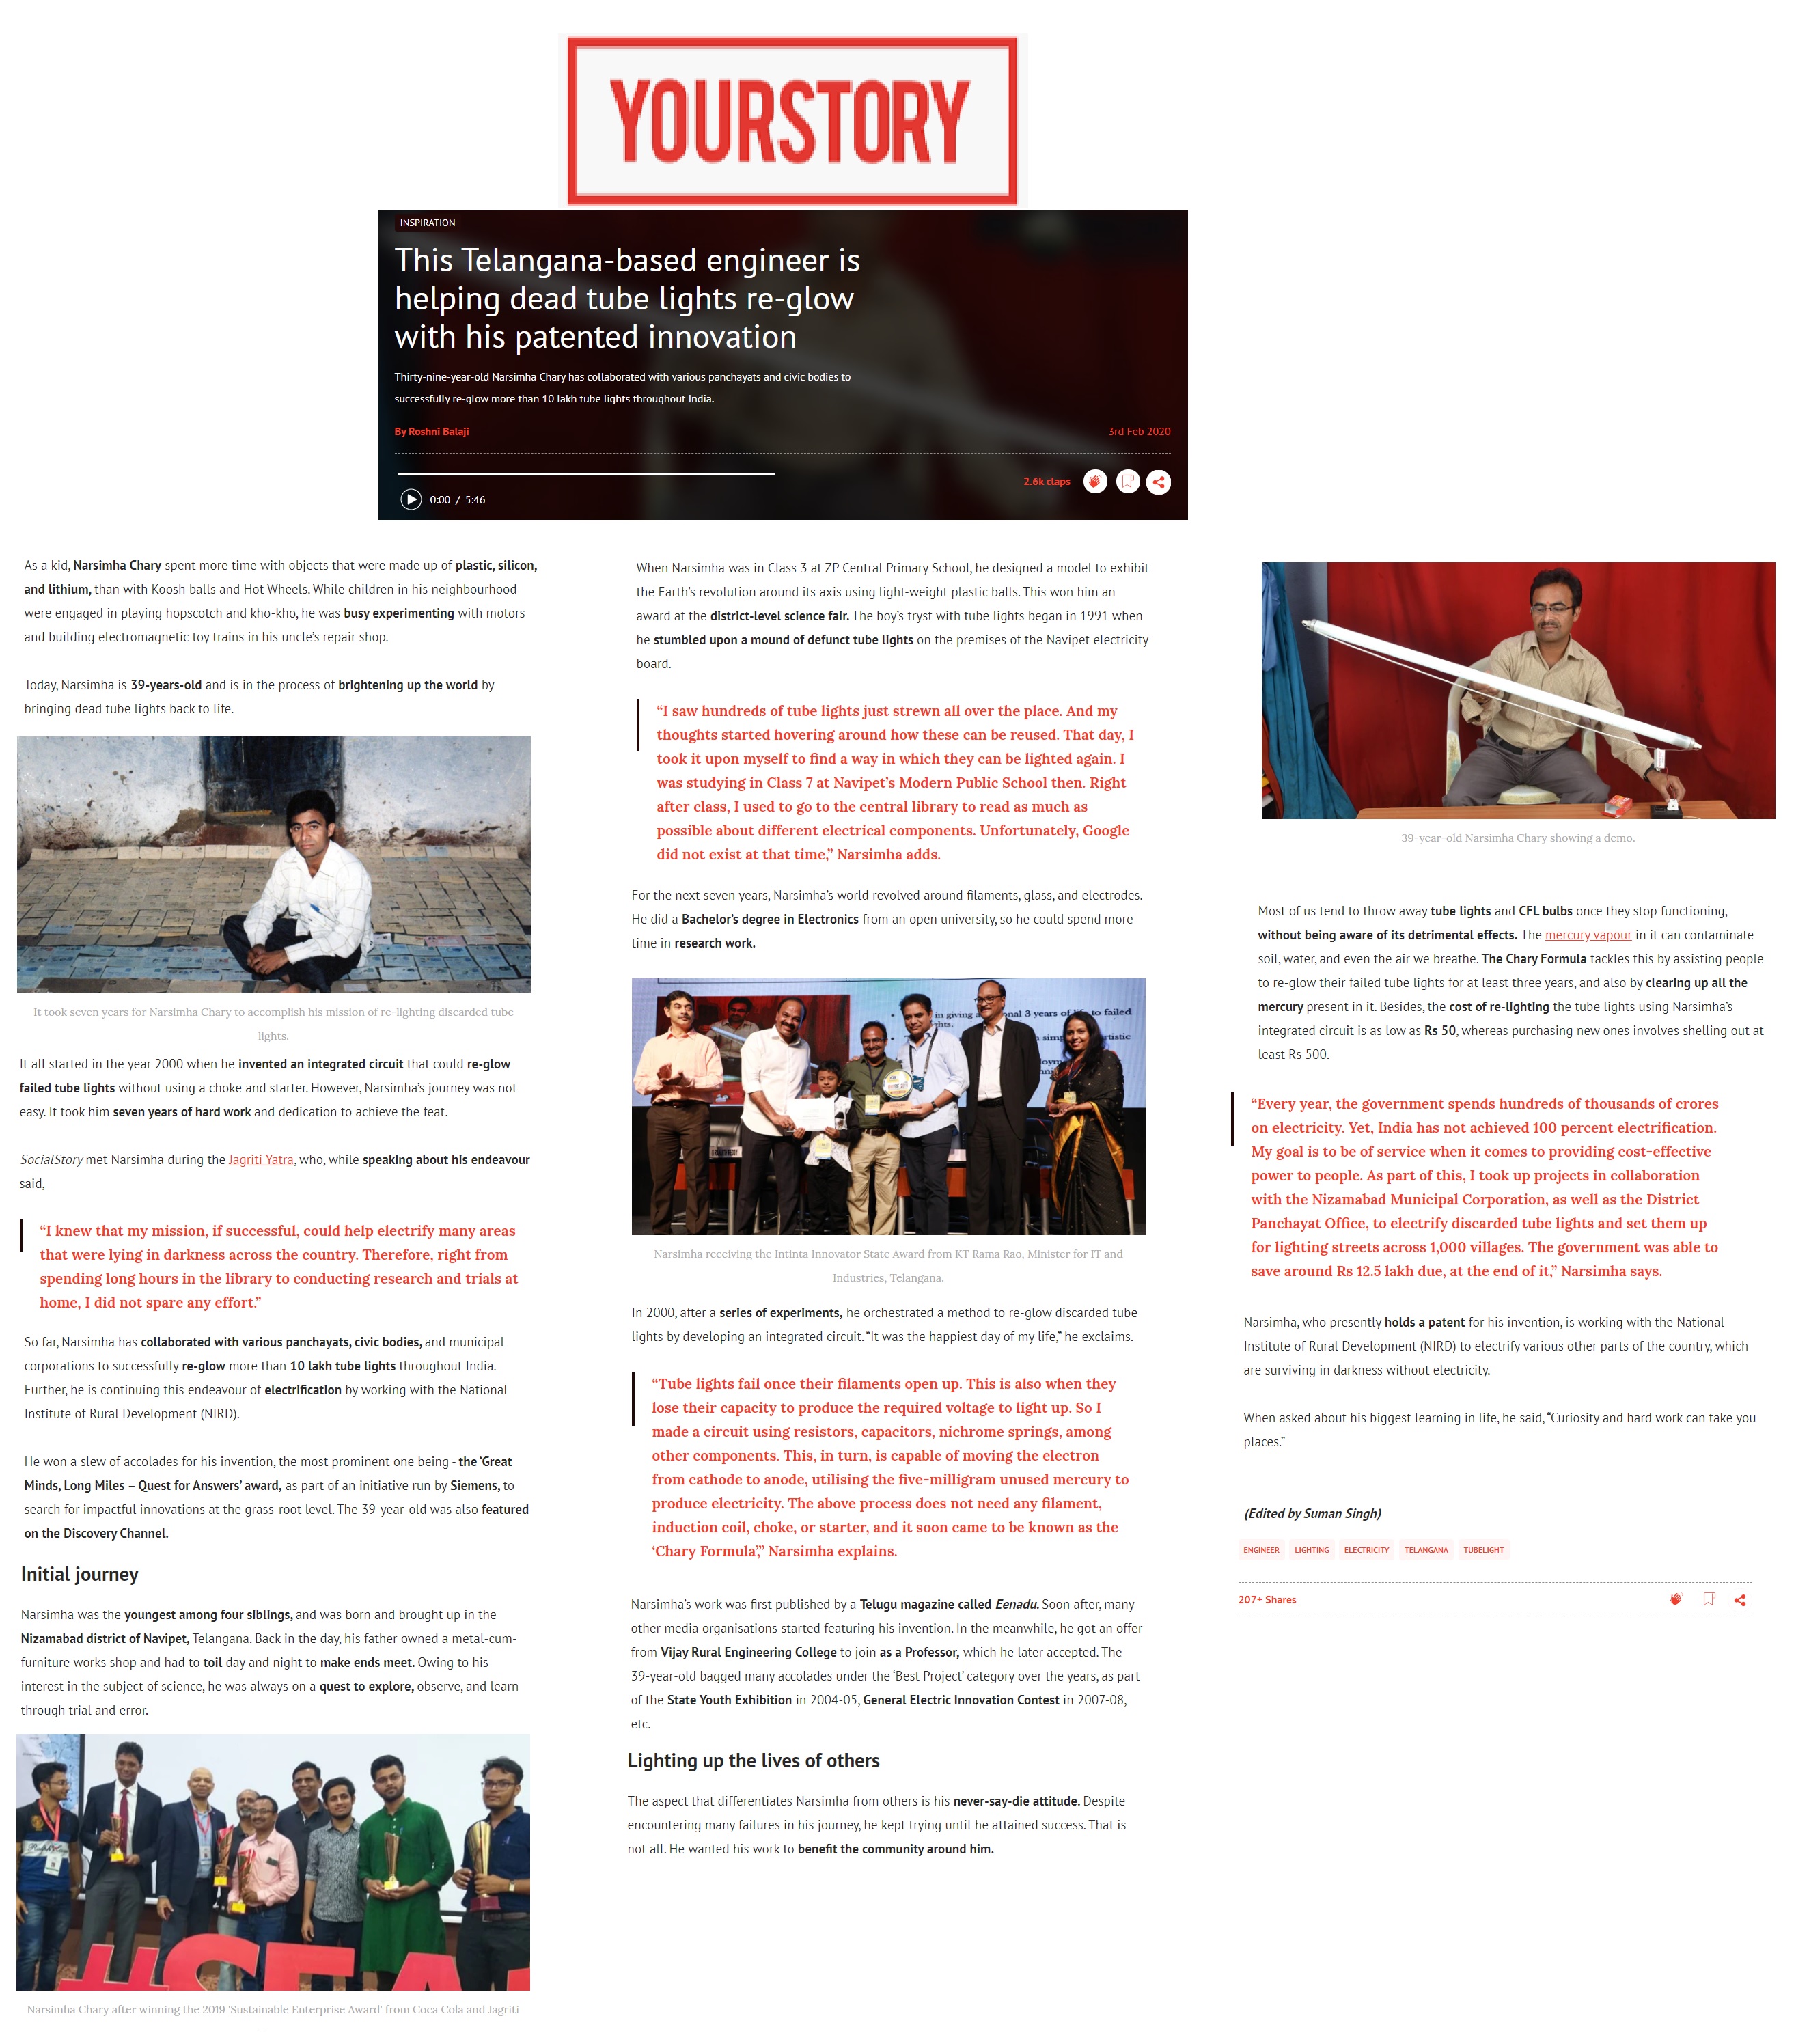 YOURSTORY
INSPIRATION
This Telangana-based engineer is
helping dead tube lights re-glow
with his patented innovation
Thirty-nine-year-old Narsimha Chary has collaborated with various panchayats and civic bodies to
successfully re-glow more than 10 lakh tube lights throughout India.
By Roshni Balaji
3rd Feb 2020
2.6k claps
0:00 / 5:46
As a kid, Narsimha Chary spent more time with objects that were made up of plastic, silicon,
and lithium, than with Koosh balls and Hot Wheels. While children in his neighbourhood
were engaged in playing hopscotch and kho-kho, he was busy experimenting with motors
and building electromagnetic toy trains in his uncle's repair shop.
Today, Narsimha is 39-years-old and is in the process of brightening up the world by
bringing dead tube lights back to life.
It took seven years for Narsimha Chary to accomplish his mission of re-lighting discarded tube
lights.
It all started in the year 2000 when he invented an integrated circuit that could re-glow
failed tube lights without using a choke and starter. However, Narsimha's journey was not
easy. It took him seven years of hard work and dedication to achieve the feat.
SocialStory met Narsimha during the Jagriti Yatra, who, while speaking about his endeavour
said,
“I knew that my mission, if successful, could help electrify many areas
that were lying in darkness across the country. Therefore, right from
spending long hours in the library to conducting research and trials at
home, I did not spare any effort.”
So far, Narsimha has collaborated with various panchayats, civic bodies, and municipal
corporations to successfully re-glow more than 10 lakh tube lights throughout India.
Further, he is continuing this endeavour of electrification by working with the National
Institute of Rural Development (NIRD).
He won a slew of accolades for his invention, the most prominent one being - the ‘Great
Minds, Long Miles – Quest for Answers’ award, as part of an initiative run by Siemens, to
search for impactful innovations at the grass-root level. The 39-year-old was also featured
on the Discovery Channel.
Initial journey
Narsimha was the youngest among four siblings, and was born and brought up in the
Nizamabad district of Navipet, Telangana. Back in the day, his father owned a metal-cum-
furniture works shop and had to toil day and night to make ends meet. Owing to his
interest in the subject of science, he was always on a quest to explore, observe, and learn
through trial and error.
Narsimha Chary after winning the 2019 'Sustainable Enterprise Award' from Coca Cola and Jagriti
When Narsimha was in Class 3 at ZP Central Primary School, he designed a model to exhibit
the Earth's revolution around its axis using light-weight plastic balls. This won him an
award at the district-level science fair. The boy's tryst with tube lights began in 1991 when
he stumbled upon a mound of defunct tube lights on the premises of the Navipet electricity
board.
“I saw hundreds of tube lights just strewn all over the place. And my
thoughts started hovering around how these can be reused. That day, I
took it upon myself to find a way in which they can be lighted again. I
was studying in Class 7 at Navipet's Modern Public School then. Right
after class, I used to go to the central library to read as much as
possible about different electrical components. Unfortunately, Google
did not exist at that time,” Narsimha adds.
For the next seven years, Narsimha's world revolved around filaments, glass, and electrodes.
He did a Bachelor's degree in Electronics from an open university, so he could spend more
time in research work.
Narsimha receiving the Intinta Innovator State Award from KT Rama Rao, Minister for IT and
Industries, Telangana.
In 2000, after a series of experiments, he orchestrated a method to re-glow discarded tube
lights by developing an integrated circuit. “It was the happiest day of my life,” he exclaims.
“Tube lights fail once their filaments open up. This is also when they
lose their capacity to produce the required voltage to light up. So I
made a circuit using resistors, capacitors, nichrome springs, among
other components. This, in turn, is capable of moving the electron
from cathode to anode, utilising the five-milligram unused mercury to
produce electricity. The above process does not need any filament,
induction coil, choke, or starter, and it soon came to be known as the
‘Chary Formula’,” Narsimha explains.
Narsimha's work was first published by a Telugu magazine called Eenadu. Soon after, many
other media organisations started featuring his invention. In the meanwhile, he got an offer
from Vijay Rural Engineering College to join as a Professor, which he later accepted. The
39-year-old bagged many accolades under the ‘Best Project’ category over the years, as part
of the State Youth Exhibition in 2004-05, General Electric Innovation Contest in 2007-08,
etc.
Lighting up the lives of others
The aspect that differentiates Narsimha from others is his never-say-die attitude. Despite
encountering many failures in his journey, he kept trying until he attained success. That is
not all. He wanted his work to benefit the community around him.
39-year-old Narsimha Chary showing a demo.
Most of us tend to throw away tube lights and CFL bulbs once they stop functioning,
without being aware of its detrimental effects. The mercury vapour in it can contaminate
soil, water, and even the air we breathe. The Chary Formula tackles this by assisting people
to re-glow their failed tube lights for at least three years, and also by clearing up all the
mercury present in it. Besides, the cost of re-lighting the tube lights using Narsimha's
integrated circuit is as low as Rs 50, whereas purchasing new ones involves shelling out at
least Rs 500.
“Every year, the government spends hundreds of thousands of crores
on electricity. Yet, India has not achieved 100 percent electrification.
My goal is to be of service when it comes to providing cost-effective
power to people. As part of this, I took up projects in collaboration
with the Nizamabad Municipal Corporation, as well as the District
Panchayat Office, to electrify discarded tube lights and set them up
for lighting streets across 1,000 villages. The government was able to
save around Rs 12.5 lakh due, at the end of it,” Narsimha says.
Narsimha, who presently holds a patent for his invention, is working with the National
Institute of Rural Development (NIRD) to electrify various other parts of the country, which
are surviving in darkness without electricity.
When asked about his biggest learning in life, he said, “Curiosity and hard work can take you
places.”
(Edited by Suman Singh)
ENGINEER LIGHTING ELECTRICITY TELANGANA TUBELIGHT
207+ Shares